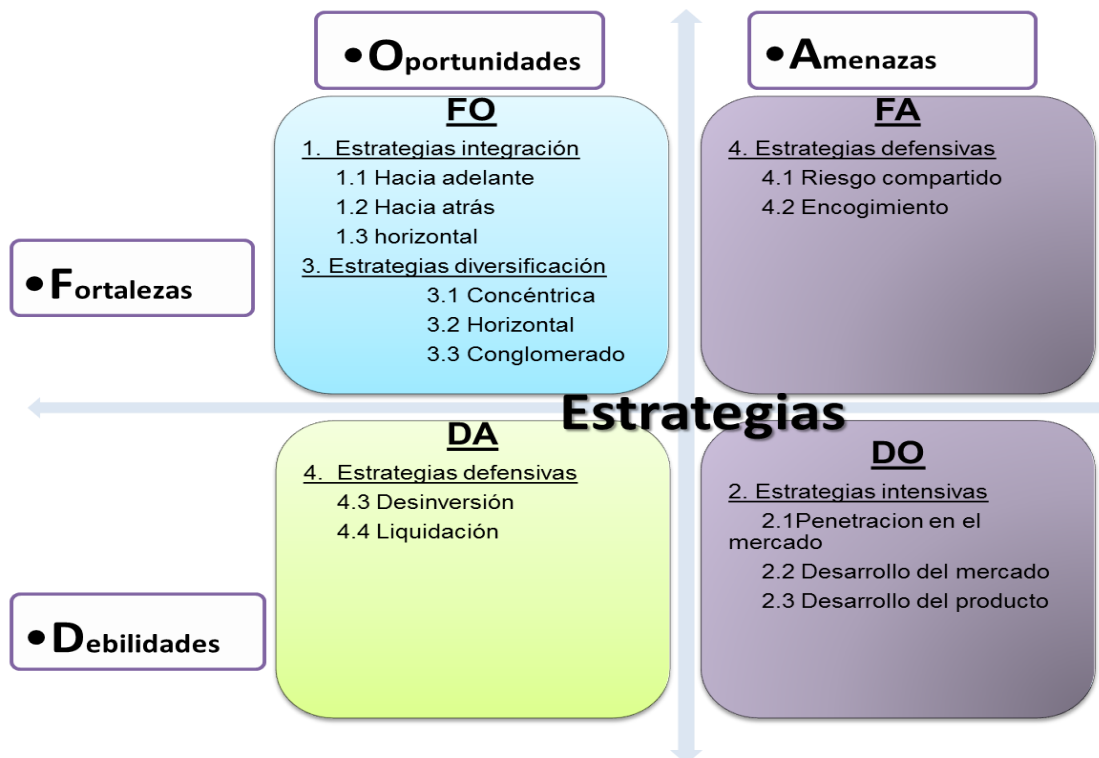 •Oportunidades
•Amenazas
FO
1. Estrategias integración
1.1 Hacia adelante
1.2 Hacia atrás
1.3 horizontal
3. Estrategias diversificación
3.1 Concéntrica
3.2 Horizontal
3.3 Conglomerado
FA
4. Estrategias defensivas
4.1 Riesgo compartido
4.2 Encogimiento
•Fortalezas
Estrategias
DA
4. Estrategias defensivas
4.3 Desinversión
4.4 Liquidación
DO
2. Estrategias intensivas
2.1Penetracion en el
mercado
2.2 Desarrollo del mercado
2.3 Desarrollo del producto
•Debilidades